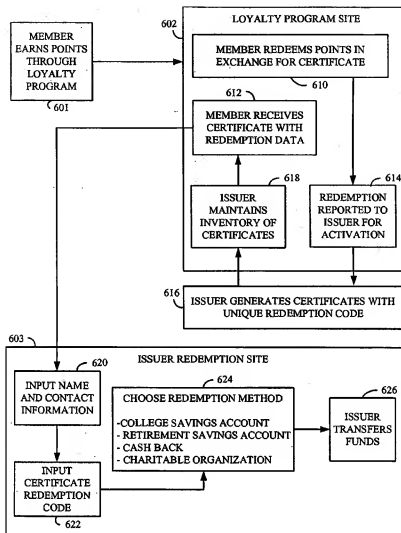 LOYALTY PROGRAM SITE
602
MEMBER
EARNS POINTS
THROUGH
LOYALTY
PROGRAM
601
MEMBER REDEEMS POINTS IN
EXCHANGE FOR CERTIFICATE
610
612
MEMBER RECEIVES
CERTIFICATE WITH
REDEMPTION DATA
618
ISSUER
MAINTAINS
INVENTORY OF
CERTIFICATES
614
REDEMPTION
REPORTED TO
ISSUER FOR
ACTIVATION
616
ISSUER GENERATES CERTIFICATES WITH
UNIQUE REDEMPTION CODE
603
ISSUER REDEMPTION SITE
620
INPUT NAME
AND CONTACT
INFORMATION
INPUT
CERTIFICATE
REDEMPTION
CODE
622
624
CHOOSE REDEMPTION METHOD
-COLLEGE SAVINGS ACCOUNT
- RETIREMENT SAVINGS ACCOUNT
- CASH BACK
- CHARITABLE ORGANIZATION
626
ISSUER
TRANSFERS
FUNDS